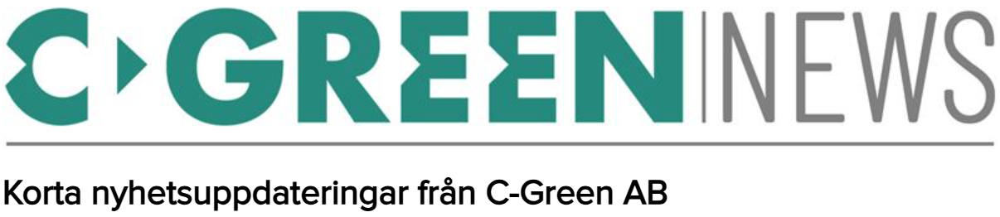 C▸GREEN|NEWS
Korta nyhetsuppdateringar från C-Green AB